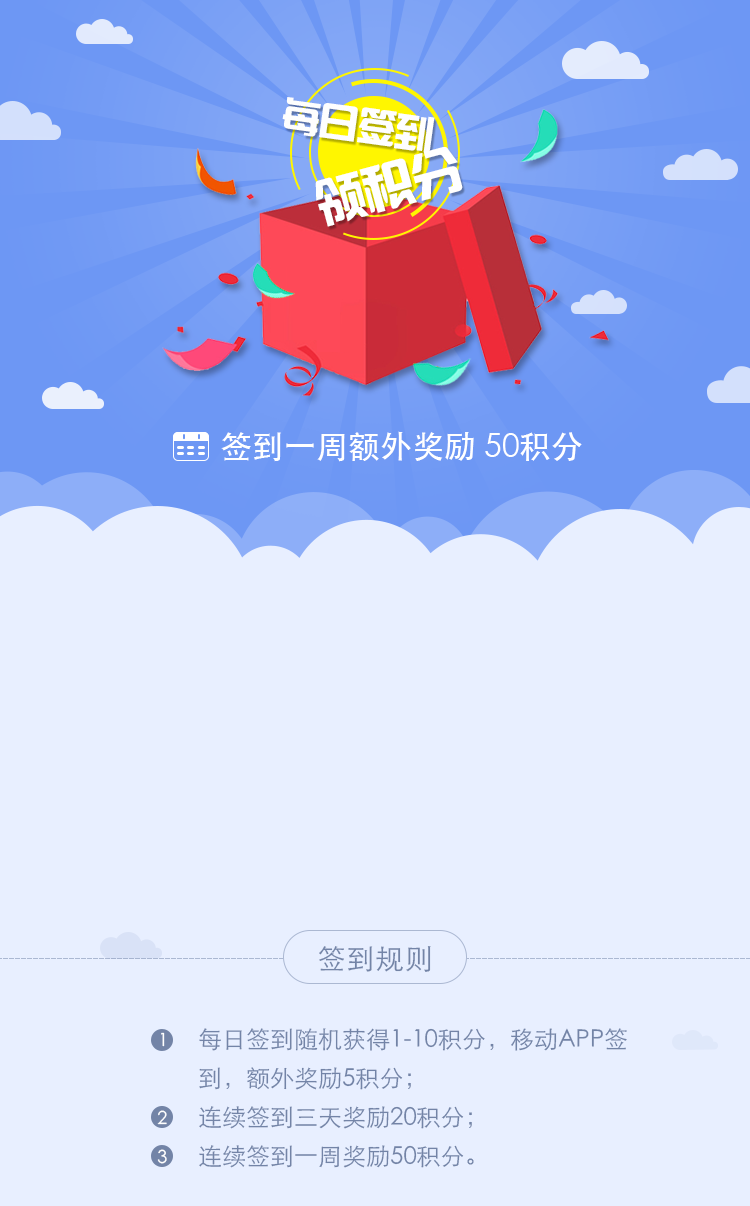 每日签到
领积分
签到一周额外奖励 50积分
签到规则
1 每日签到随机获得1-10积分，移动APP签
到，额外奖励5积分；
2 连续签到三天奖励20积分；
3 连续签到一周奖励50积分。